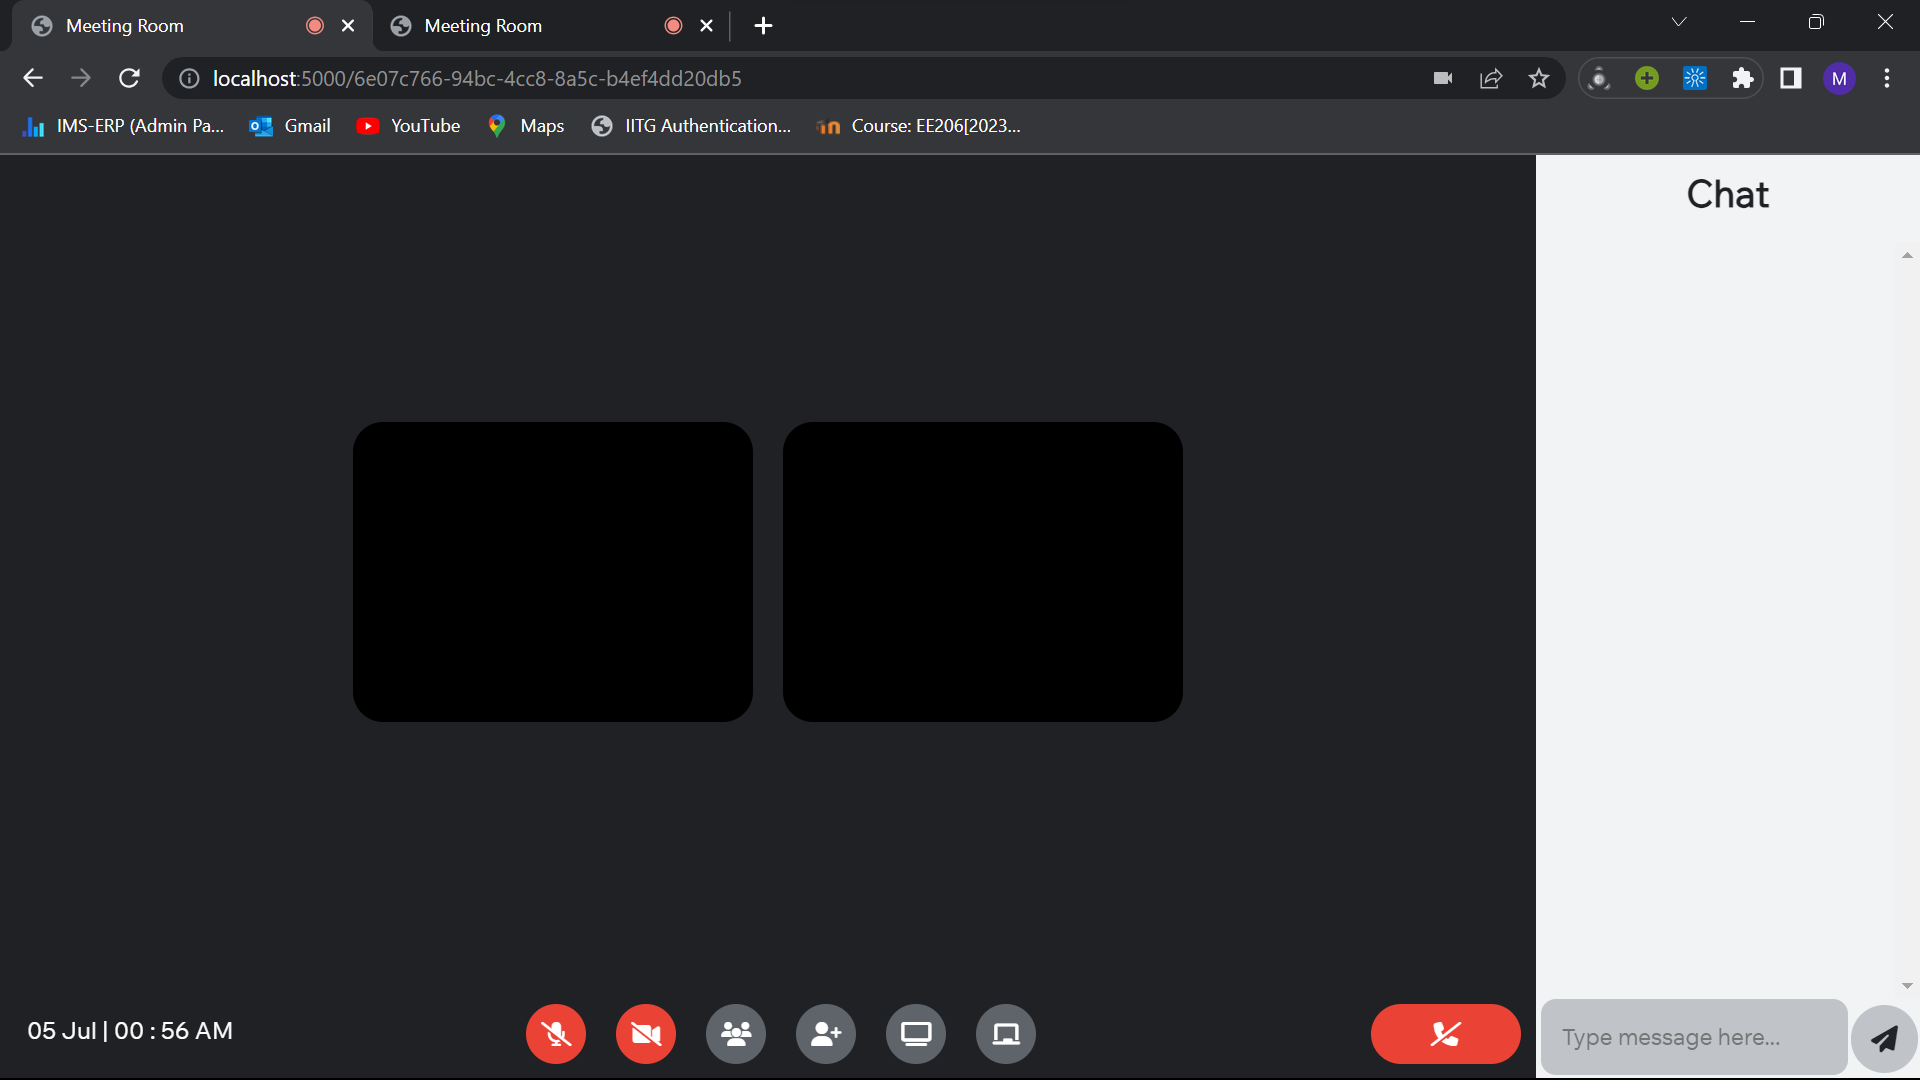 Meeting Room
Meeting Room
localhost:5000/6e07c766-94bc-4cc8-8a5c-b4ef4dd20db5
M
IMS-ERP (Admin Pa...
Gmail
YouTube
Maps
IITG Authentication...
Course: EE206[2023...
Chat
05 Jul | 00 : 56 AM
Type message here...